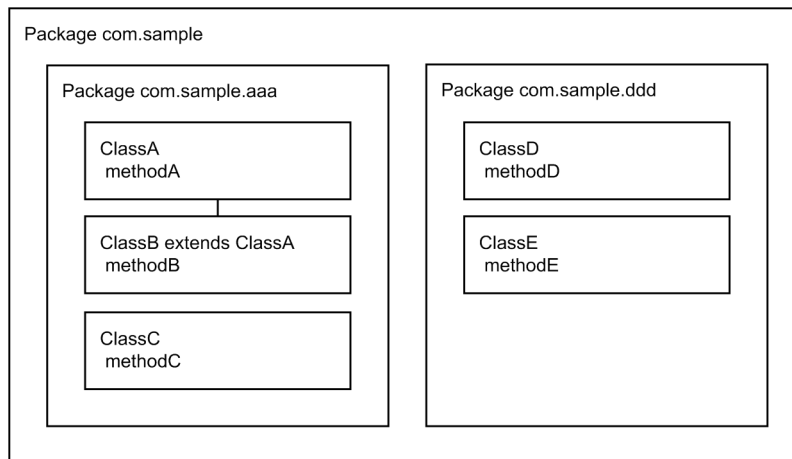 Package com.sample
Package com.sample.aaa
ClassA
methodA
ClassB extends ClassA
methodB
ClassC
methodC
Package com.sample.ddd
ClassD
methodD
ClassE
methodE